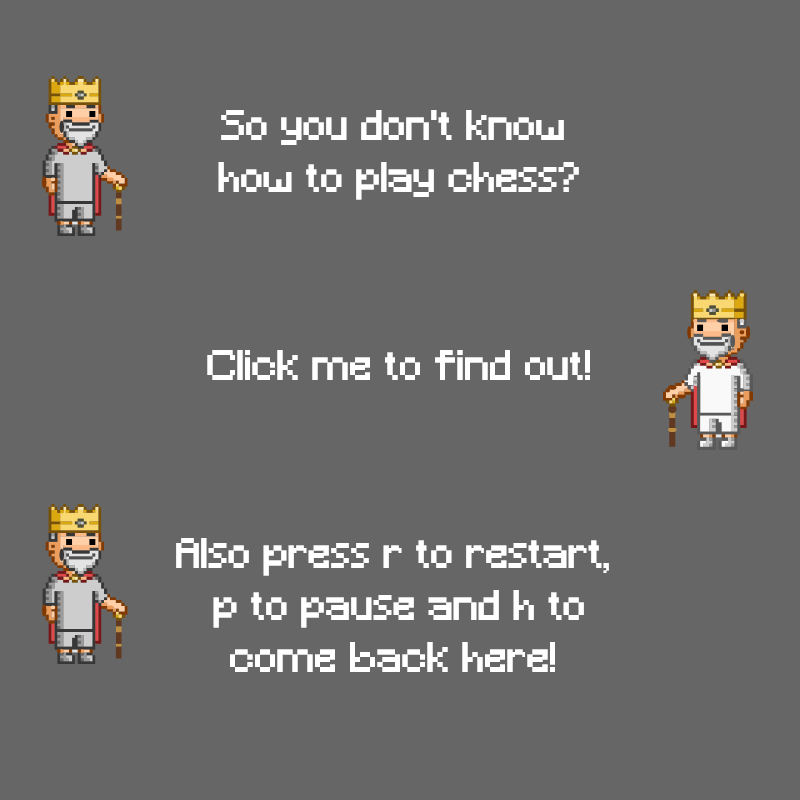 So you don't know
how to play chess?
Click me to find out!
Also press r to restart,
p to pause and h to
come back here!